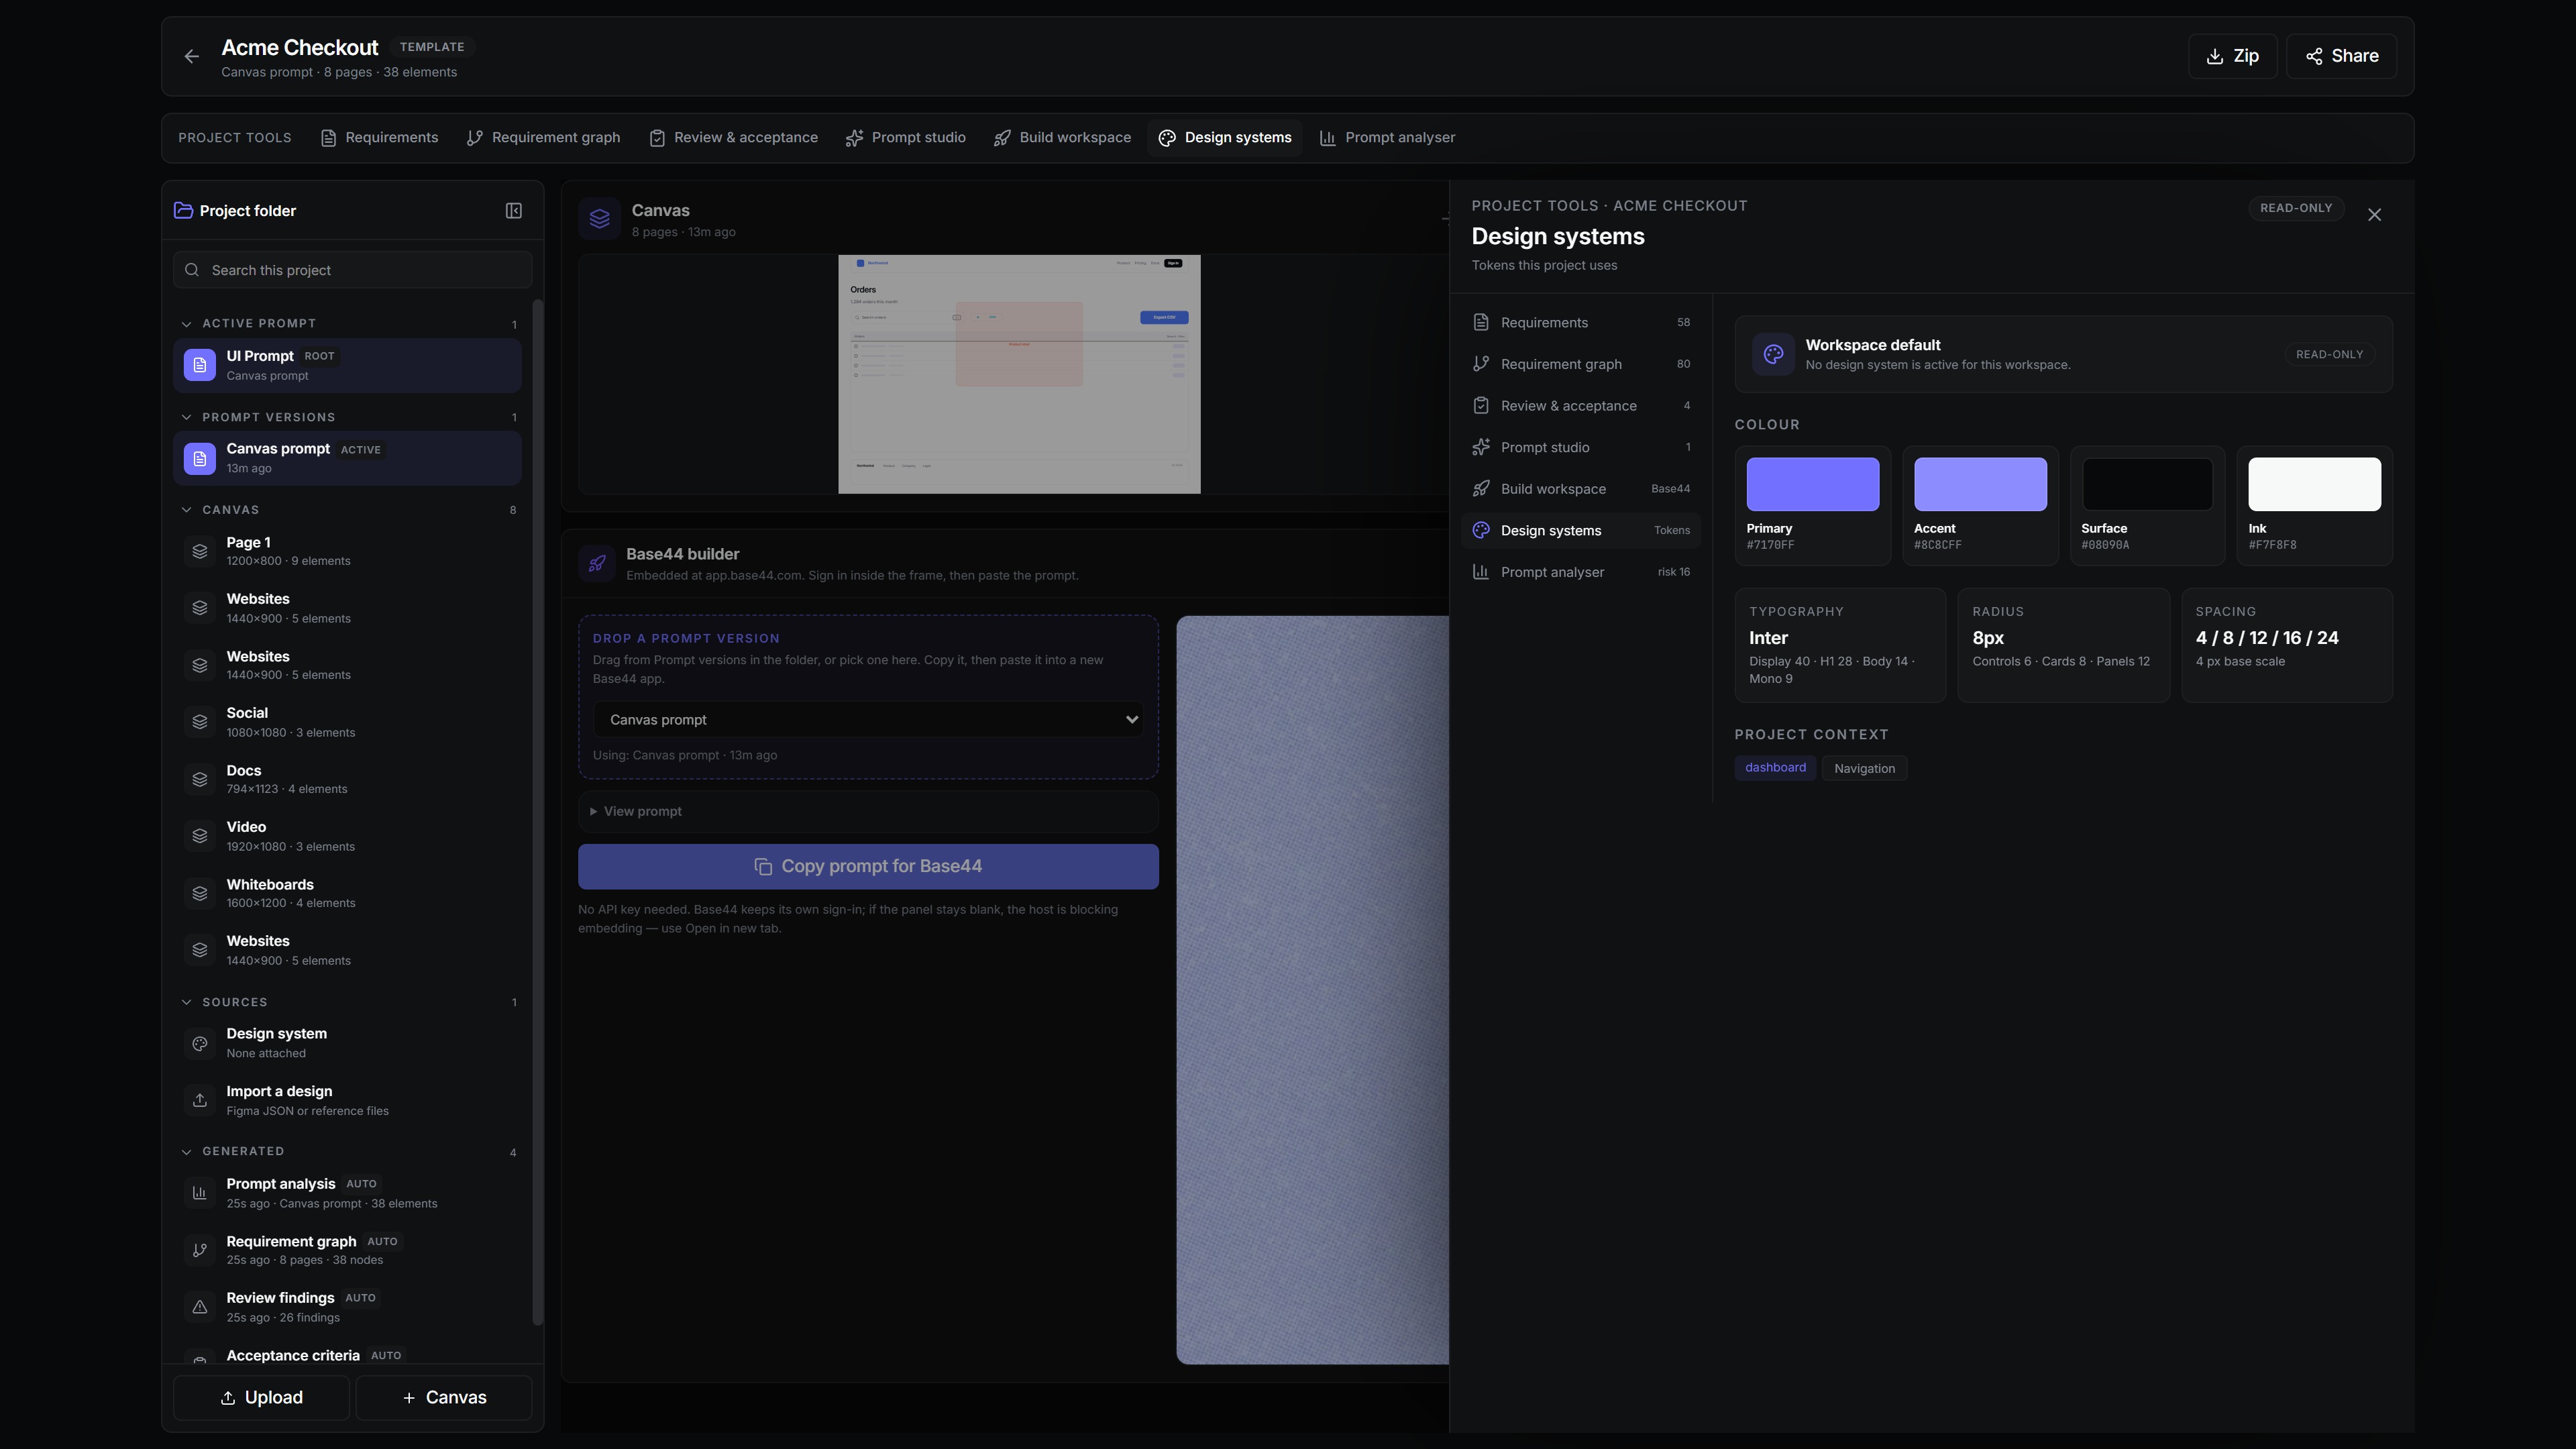 Acme Checkout TEMPLATE
Canvas prompt · 8 pages · 38 elements
Zip
Share
PROJECT TOOLS
Requirements
Requirement graph
Review & acceptance
Prompt studio
Build workspace
Design systems
Prompt analyser
Project folder
Search this project
ACTIVE PROMPT 1
UI Prompt ROOT
Canvas prompt
PROMPT VERSIONS 1
Canvas prompt ACTIVE
13m ago
CANVAS 8
Page 1
1200×800 · 9 elements
Websites
1440×900 · 5 elements
Websites
1440×900 · 5 elements
Social
1080×1080 · 3 elements
Docs
794×1123 · 4 elements
Video
1920×1080 · 3 elements
Whiteboards
1600×1200 · 4 elements
Websites
1440×900 · 5 elements
SOURCES 1
Design system
None attached
Import a design
Figma JSON or reference files
GENERATED 4
Prompt analysis AUTO
25s ago · Canvas prompt · 38 elements
Requirement graph AUTO
25s ago · 8 pages · 38 nodes
Review findings AUTO
25s ago · 26 findings
Acceptance criteria AUTO
Upload
Canvas
Canvas
8 pages · 13m ago
Northwind
Sign in
Orders
1,284 orders this month
Search orders
Export CSV
Northwind
Base44 builder
Embedded at app.base44.com. Sign in inside the frame, then paste the prompt.
DROP A PROMPT VERSION
Drag from Prompt versions in the folder, or pick one here. Copy it, then paste it into a new
Base44 app.
Canvas prompt
Using: Canvas prompt · 13m ago
View prompt
Copy prompt for Base44
No API key needed. Base44 keeps its own sign-in; if the panel stays blank, the host is blocking
embedding — use Open in new tab.
PROJECT TOOLS · ACME CHECKOUT
Design systems
Tokens this project uses
READ-ONLY
Requirements 58
Requirement graph 80
Review & acceptance 4
Prompt studio 1
Build workspace Base44
Design systems Tokens
Prompt analyser risk 16
Workspace default
No design system is active for this workspace.
READ-ONLY
COLOUR
Primary
#7170FF
Accent
#8C8CFF
Surface
#08090A
Ink
#F7F8F8
TYPOGRAPHY
Inter
Display 40 · H1 28 · Body 14 ·
Mono 9
RADIUS
8px
Controls 6 · Cards 8 · Panels 12
SPACING
4 / 8 / 12 / 16 / 24
4 px base scale
PROJECT CONTEXT
dashboard
Navigation